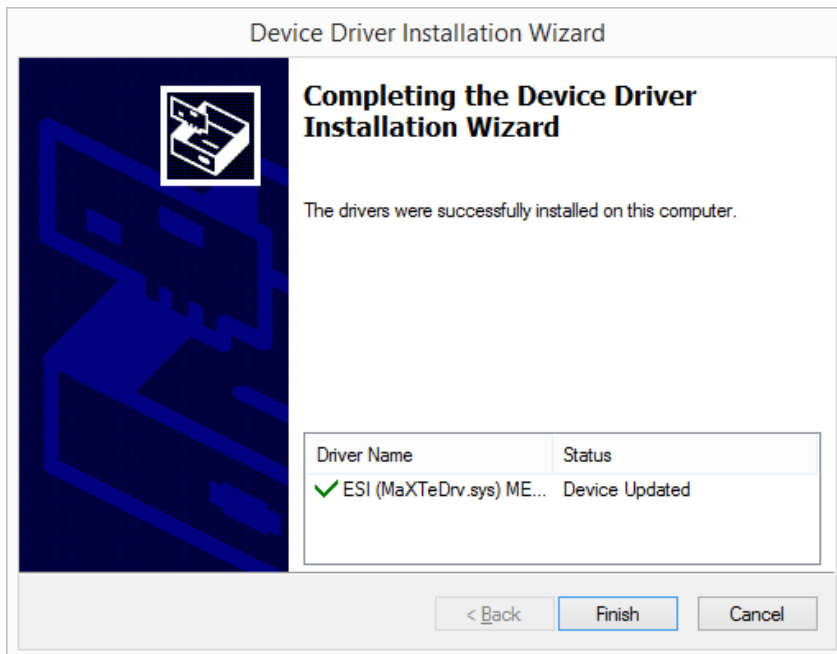 Device Driver Installation Wizard
Completing the Device Driver
Installation Wizard
The drivers were successfully installed on this computer.
Driver Name Status
ESI (MaXTeDrv.sys) ME... Device Updated
< Back Finish Cancel